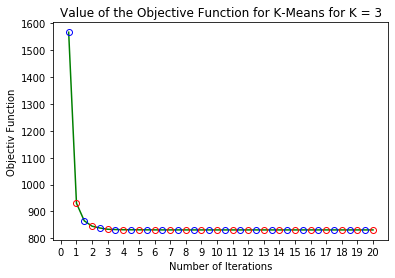 Value of the Objective Function for K-Means for K = 3
1600
1500
1400
1300
1200
1100
1000
900
800
Objectiv Function
0 1 2 3 4 5 6 7 8 9 10 11 12 13 14 15 16 17 18 19 20
Number of Iterations